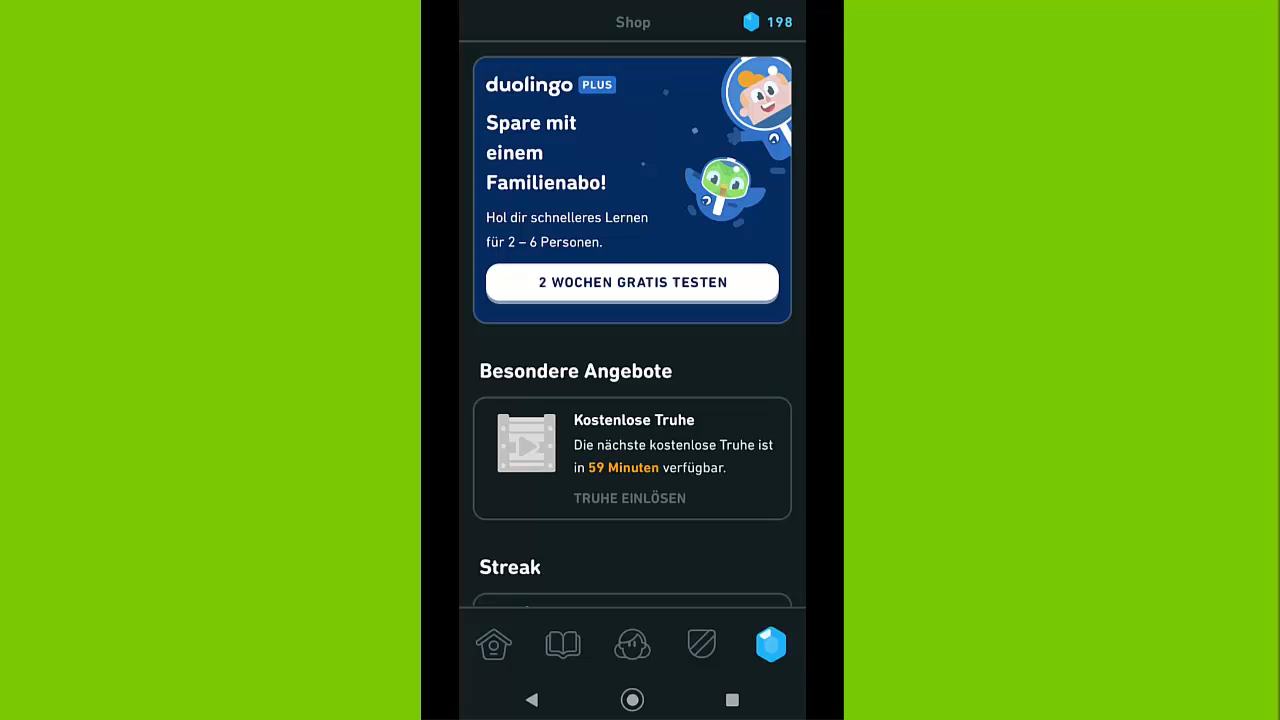 Shop
198
duolingo PLUS
Spare mit
einem
Familienabo!
Hol dir schnelleres Lernen
für 2 – 6 Personen.
2 WOCHEN GRATIS TESTEN
Besondere Angebote
Kostenlose Truhe
Die nächste kostenlose Truhe ist
in 59 Minuten verfügbar.
TRUHE EINLÖSEN
Streak